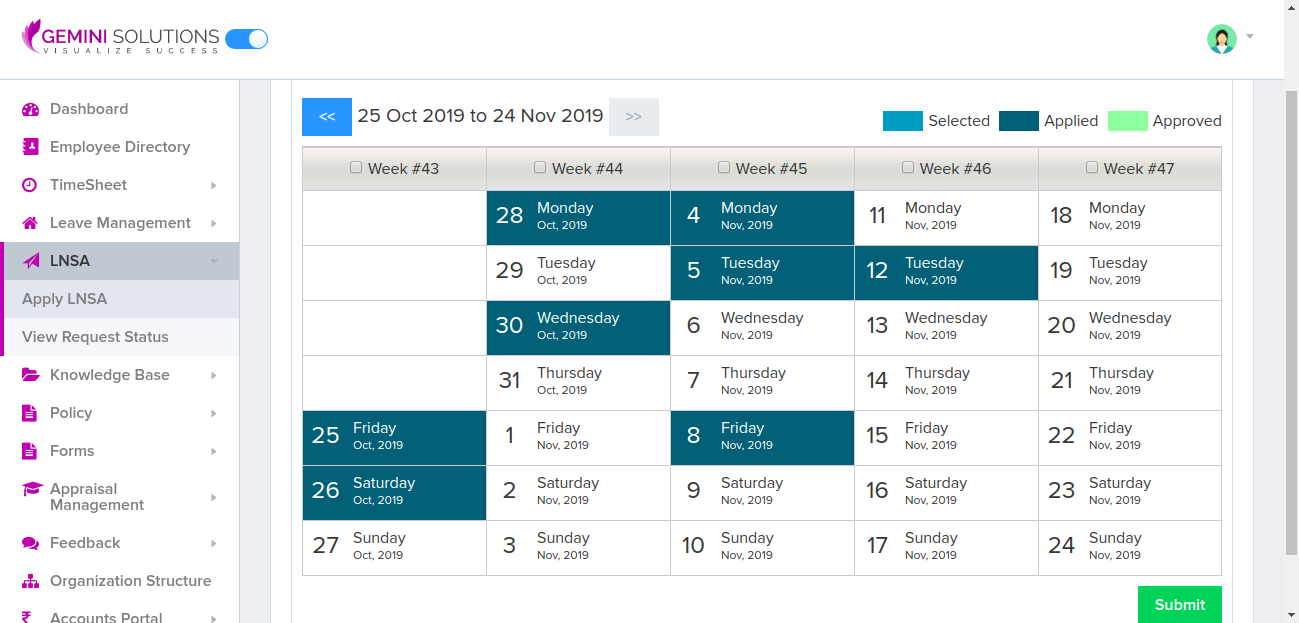 GEMINI SOLUTIONS
VISUALIZE SUCCESS
Dashboard
Employee Directory
TimeSheet
Leave Management
LNSA
Apply LNSA
View Request Status
Knowledge Base
Policy
Forms
Appraisal
Management
Feedback
Organization Structure
Accounts Portal
<< 25 Oct 2019 to 24 Nov 2019 >>
Selected Applied Approved
Week #43 Week #44 Week #45 Week #46 Week #47
28 Monday Oct, 2019 4 Monday Nov, 2019 11 Monday Nov, 2019 18 Monday Nov, 2019
29 Tuesday Oct, 2019 5 Tuesday Nov, 2019 12 Tuesday Nov, 2019 19 Tuesday Nov, 2019
30 Wednesday Oct, 2019 6 Wednesday Nov, 2019 13 Wednesday Nov, 2019 20 Wednesday Nov, 2019
31 Thursday Oct, 2019 7 Thursday Nov, 2019 14 Thursday Nov, 2019 21 Thursday Nov, 2019
25 Friday Oct, 2019 1 Friday Nov, 2019 8 Friday Nov, 2019 15 Friday Nov, 2019 22 Friday Nov, 2019
26 Saturday Oct, 2019 2 Saturday Nov, 2019 9 Saturday Nov, 2019 16 Saturday Nov, 2019 23 Saturday Nov, 2019
27 Sunday Oct, 2019 3 Sunday Nov, 2019 10 Sunday Nov, 2019 17 Sunday Nov, 2019 24 Sunday Nov, 2019
Submit